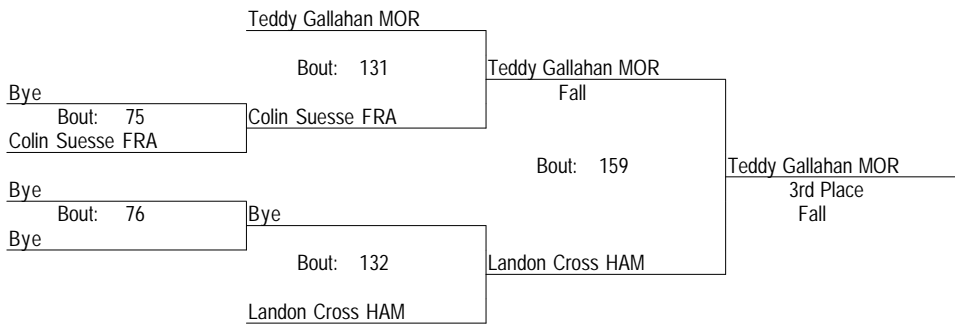 Teddy Gallahan MOR
Bout: 131
Teddy Gallahan MOR
Fall
Bye
Bout: 75
Colin Suesse FRA
Colin Suesse FRA
Bout: 159
Teddy Gallahan MOR
3rd Place
Fall
Bye
Bout: 76
Bye
Bye
Bout: 132
Landon Cross HAM
Landon Cross HAM